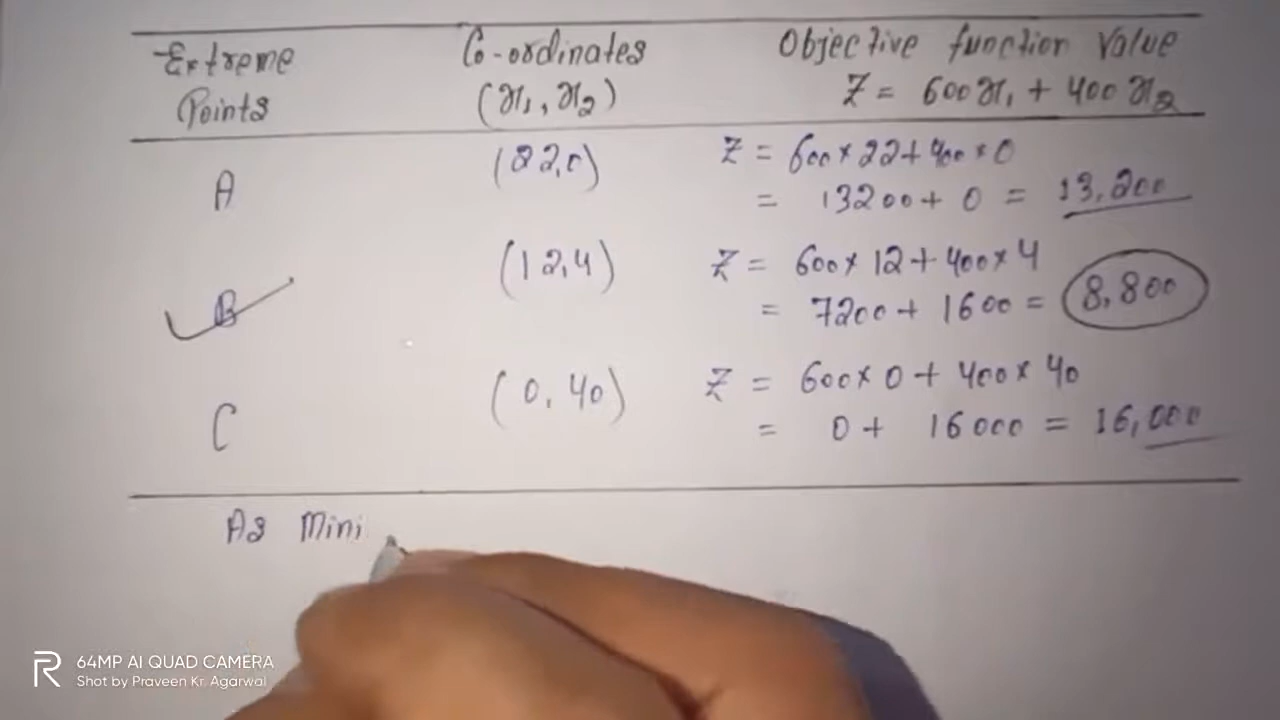 Extreme Points
Co-ordinates (x₁, x₂)
Objective function Value
Z = 600x₁ + 400x₂
A
(22,0)
Z = 600×22+400×0
= 13200+ 0 = 13,200
B
(12,4)
Z = 600× 12+400×4
= 7200+ 1600 = 8,800
C
(0,40)
Z = 600×0+400×40
= 0+ 16000 = 16,000
As Mini
R
64MP AI QUAD CAMERA
Shot by Praveen Kr. Agarwal